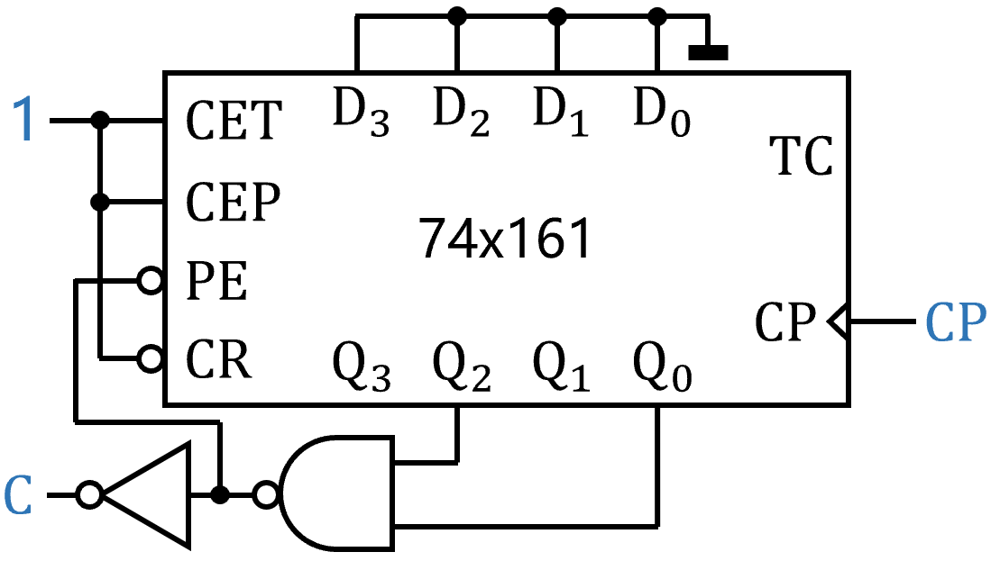 D₃ D₂ D₁ D₀
1 CET
TC
CEP
74x161
PE
CP CP
CR
Q₃ Q₂ Q₁ Q₀
C